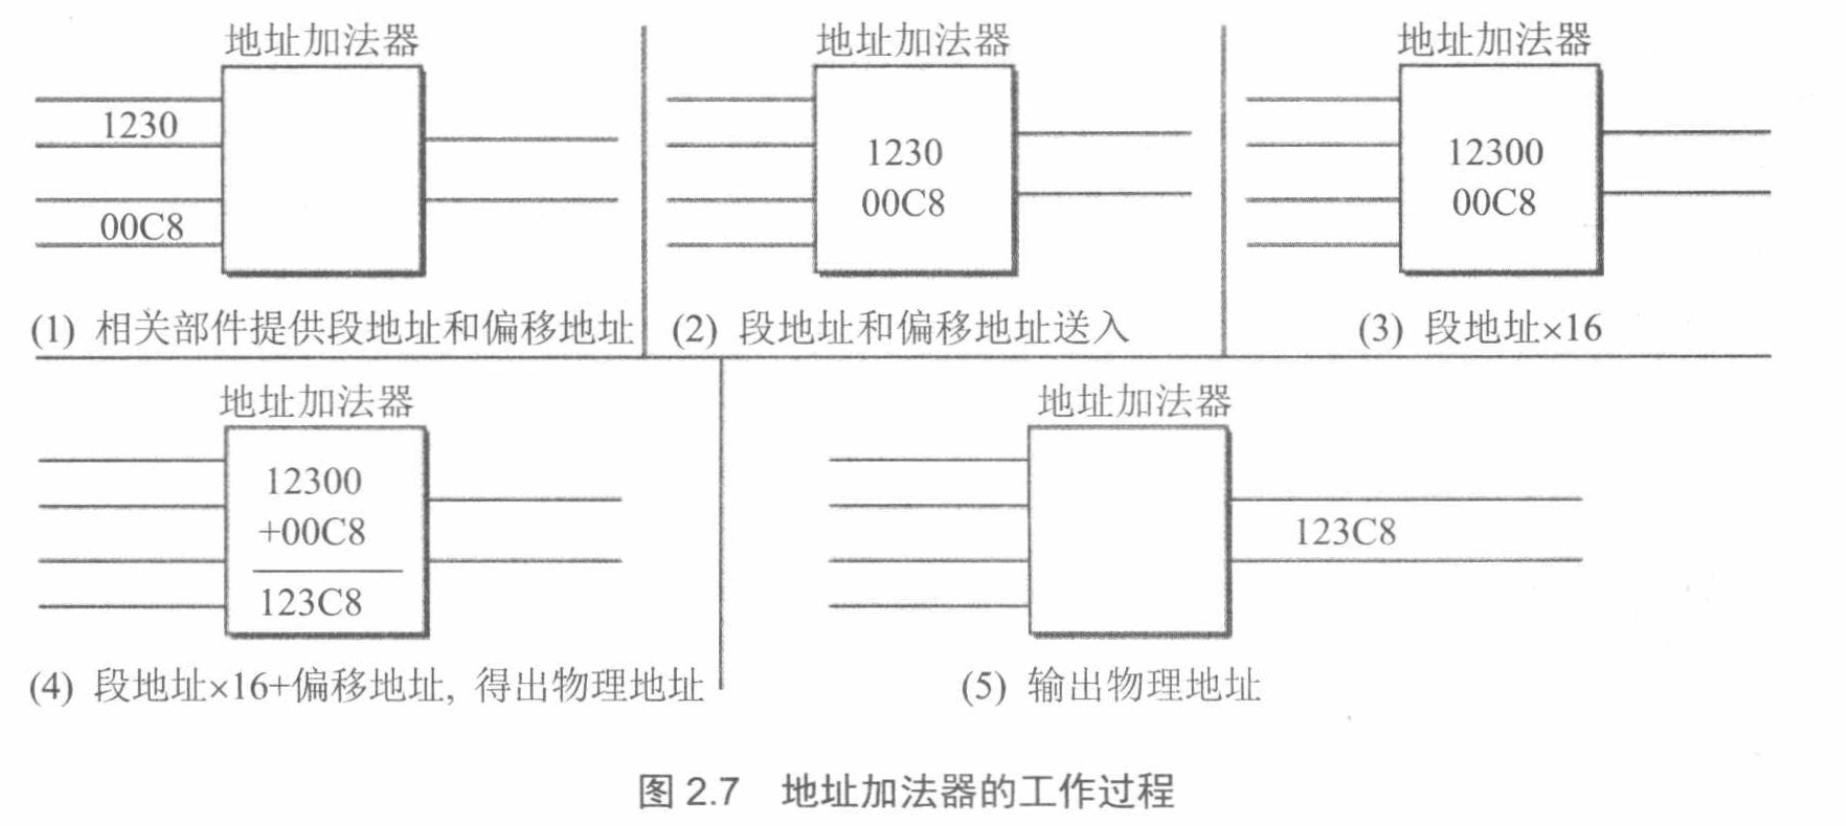 地址加法器
1230
00C8
(1) 相关部件提供段地址和偏移地址
地址加法器
1230
00C8
(2) 段地址和偏移地址送入
地址加法器
12300
00C8
(3) 段地址×16
地址加法器
12300
+00C8
123C8
(4) 段地址×16+偏移地址, 得出物理地址
地址加法器
123C8
(5) 输出物理地址
图 2.7 地址加法器的工作过程